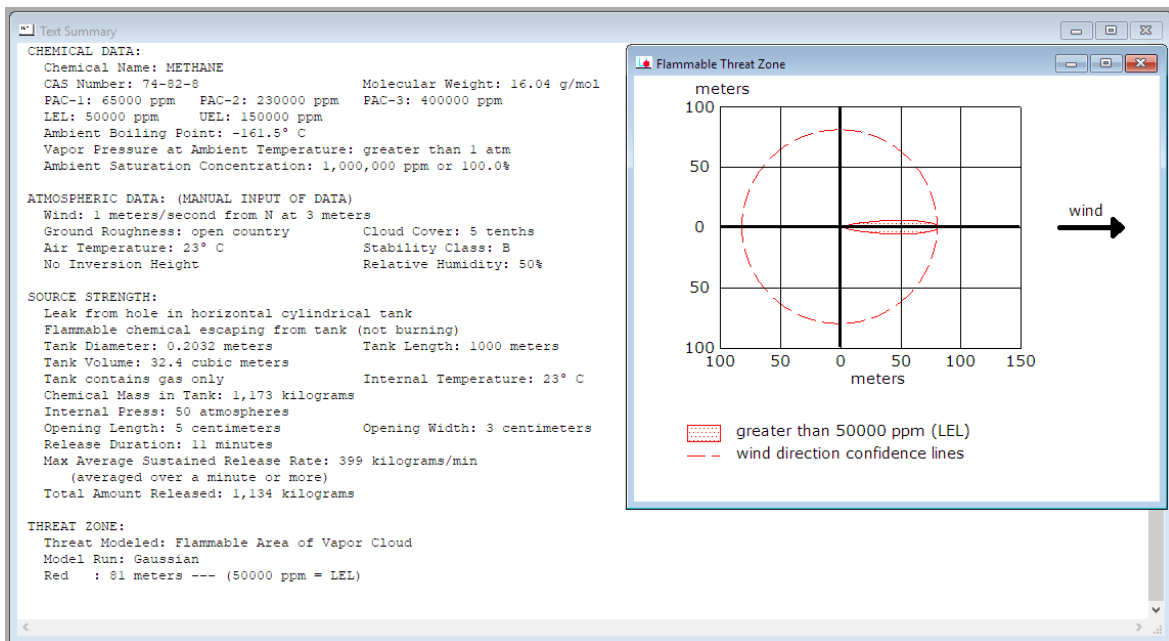 Text Summary
CHEMICAL DATA:
Chemical Name: METHANE
CAS Number: 74-82-8 Molecular Weight: 16.04 g/mol
PAC-1: 65000 ppm PAC-2: 230000 ppm PAC-3: 400000 ppm
LEL: 50000 ppm UEL: 150000 ppm
Ambient Boiling Point: -161.5° C
Vapor Pressure at Ambient Temperature: greater than 1 atm
Ambient Saturation Concentration: 1,000,000 ppm or 100.0%
ATMOSPHERIC DATA: (MANUAL INPUT OF DATA)
Wind: 1 meters/second from N at 3 meters
Ground Roughness: open country Cloud Cover: 5 tenths
Air Temperature: 23° C Stability Class: B
No Inversion Height Relative Humidity: 50%
SOURCE STRENGTH:
Leak from hole in horizontal cylindrical tank
Flammable chemical escaping from tank (not burning)
Tank Diameter: 0.2032 meters Tank Length: 1000 meters
Tank Volume: 32.4 cubic meters
Tank contains gas only Internal Temperature: 23° C
Chemical Mass in Tank: 1,173 kilograms
Internal Press: 50 atmospheres
Opening Length: 5 centimeters Opening Width: 3 centimeters
Release Duration: 11 minutes
Max Average Sustained Release Rate: 399 kilograms/min
(averaged over a minute or more)
Total Amount Released: 1,134 kilograms
THREAT ZONE:
Threat Modeled: Flammable Area of Vapor Cloud
Model Run: Gaussian
Red : 81 meters --- (50000 ppm = LEL)
Flammable Threat Zone
meters
100
50
0
50
100
100 50 0 50 100 150
meters
wind
greater than 50000 ppm (LEL)
wind direction confidence lines